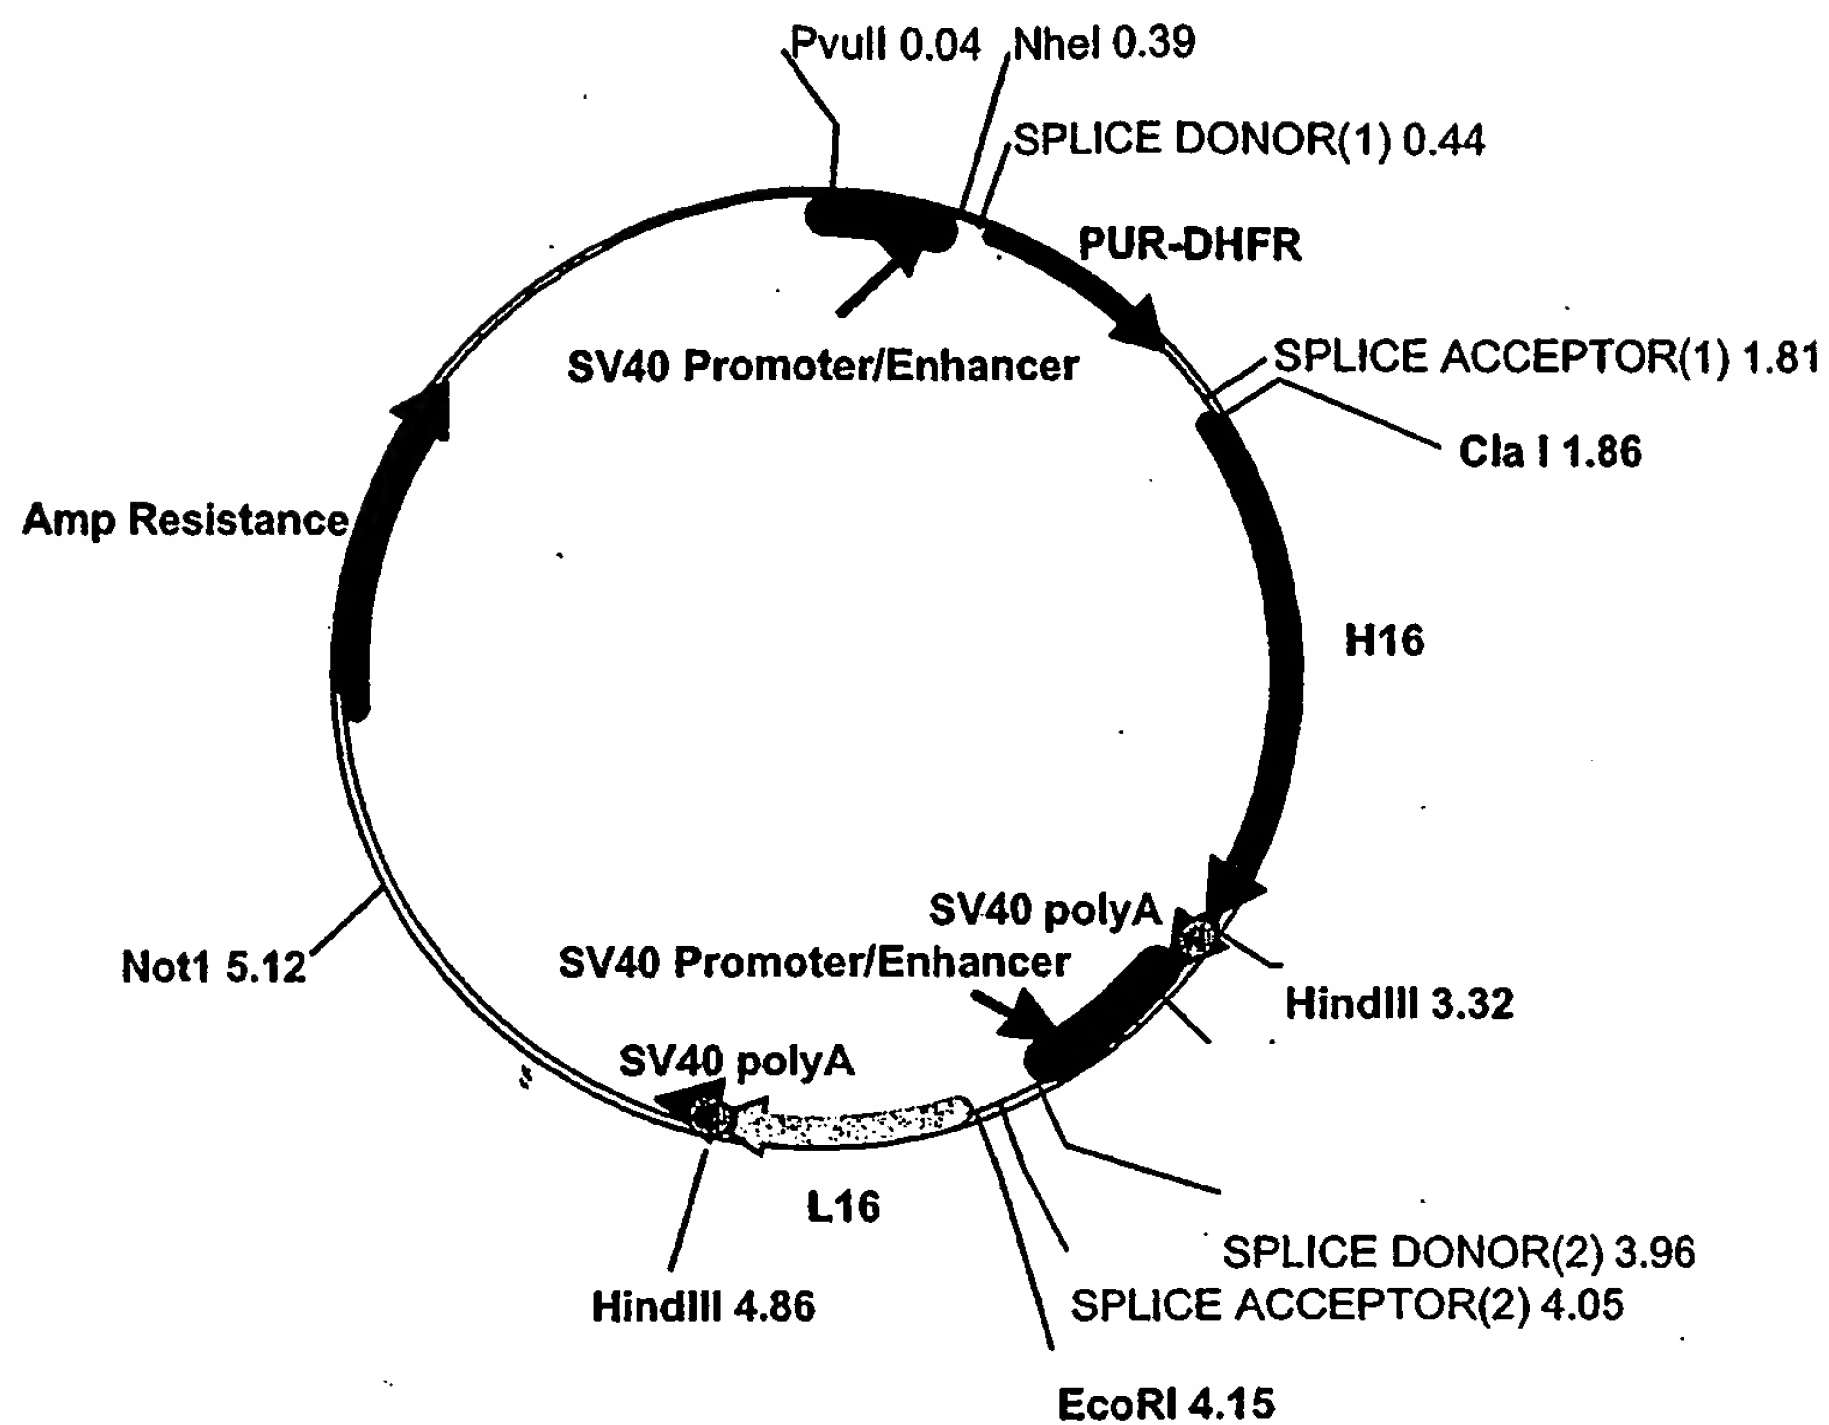 PvuII 0.04
NheI 0.39
SPLICE DONOR(1) 0.44
PUR-DHFR
SV40 Promoter/Enhancer
SPLICE ACCEPTOR(1) 1.81
Cla I 1.86
Amp Resistance
H16
SV40 polyA
SV40 Promoter/Enhancer
Not1 5.12
HindIII 3.32
SV40 polyA
L16
SPLICE DONOR(2) 3.96
HindIII 4.86
SPLICE ACCEPTOR(2) 4.05
EcoRI 4.15